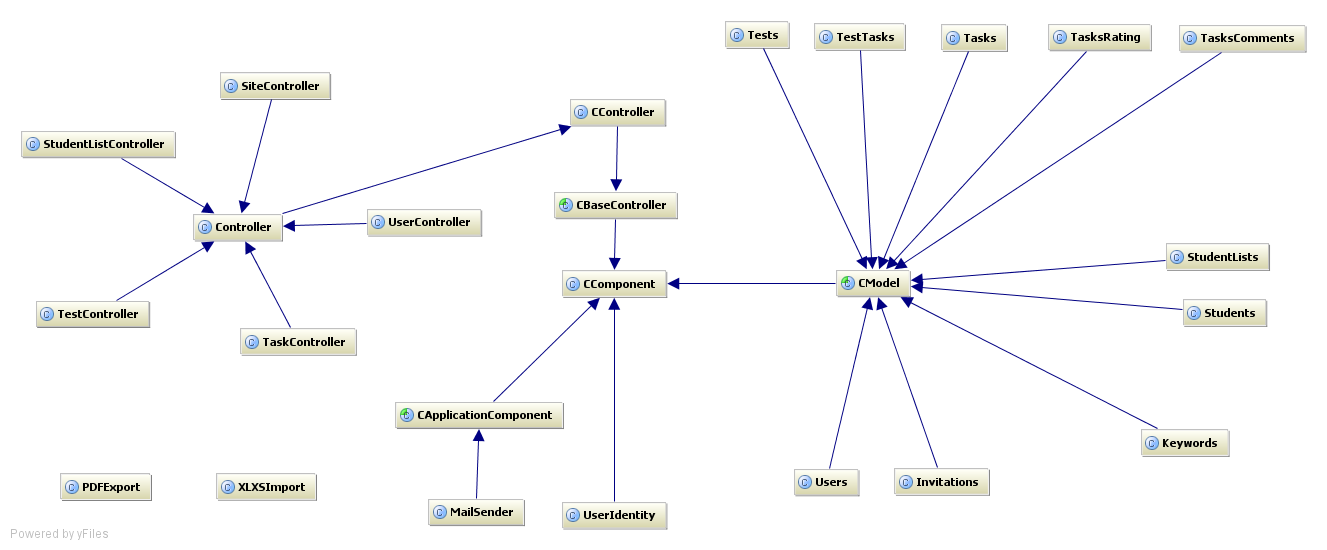 Tests
TestTasks
Tasks
TasksRating
TasksComments
SiteController
CController
StudentListController
CBaseController
Controller
UserController
StudentLists
CComponent
CModel
TestController
Students
TaskController
CApplicationComponent
Keywords
PDFExport
XLXSImport
Users
Invitations
MailSender
UserIdentity
Powered by yFiles